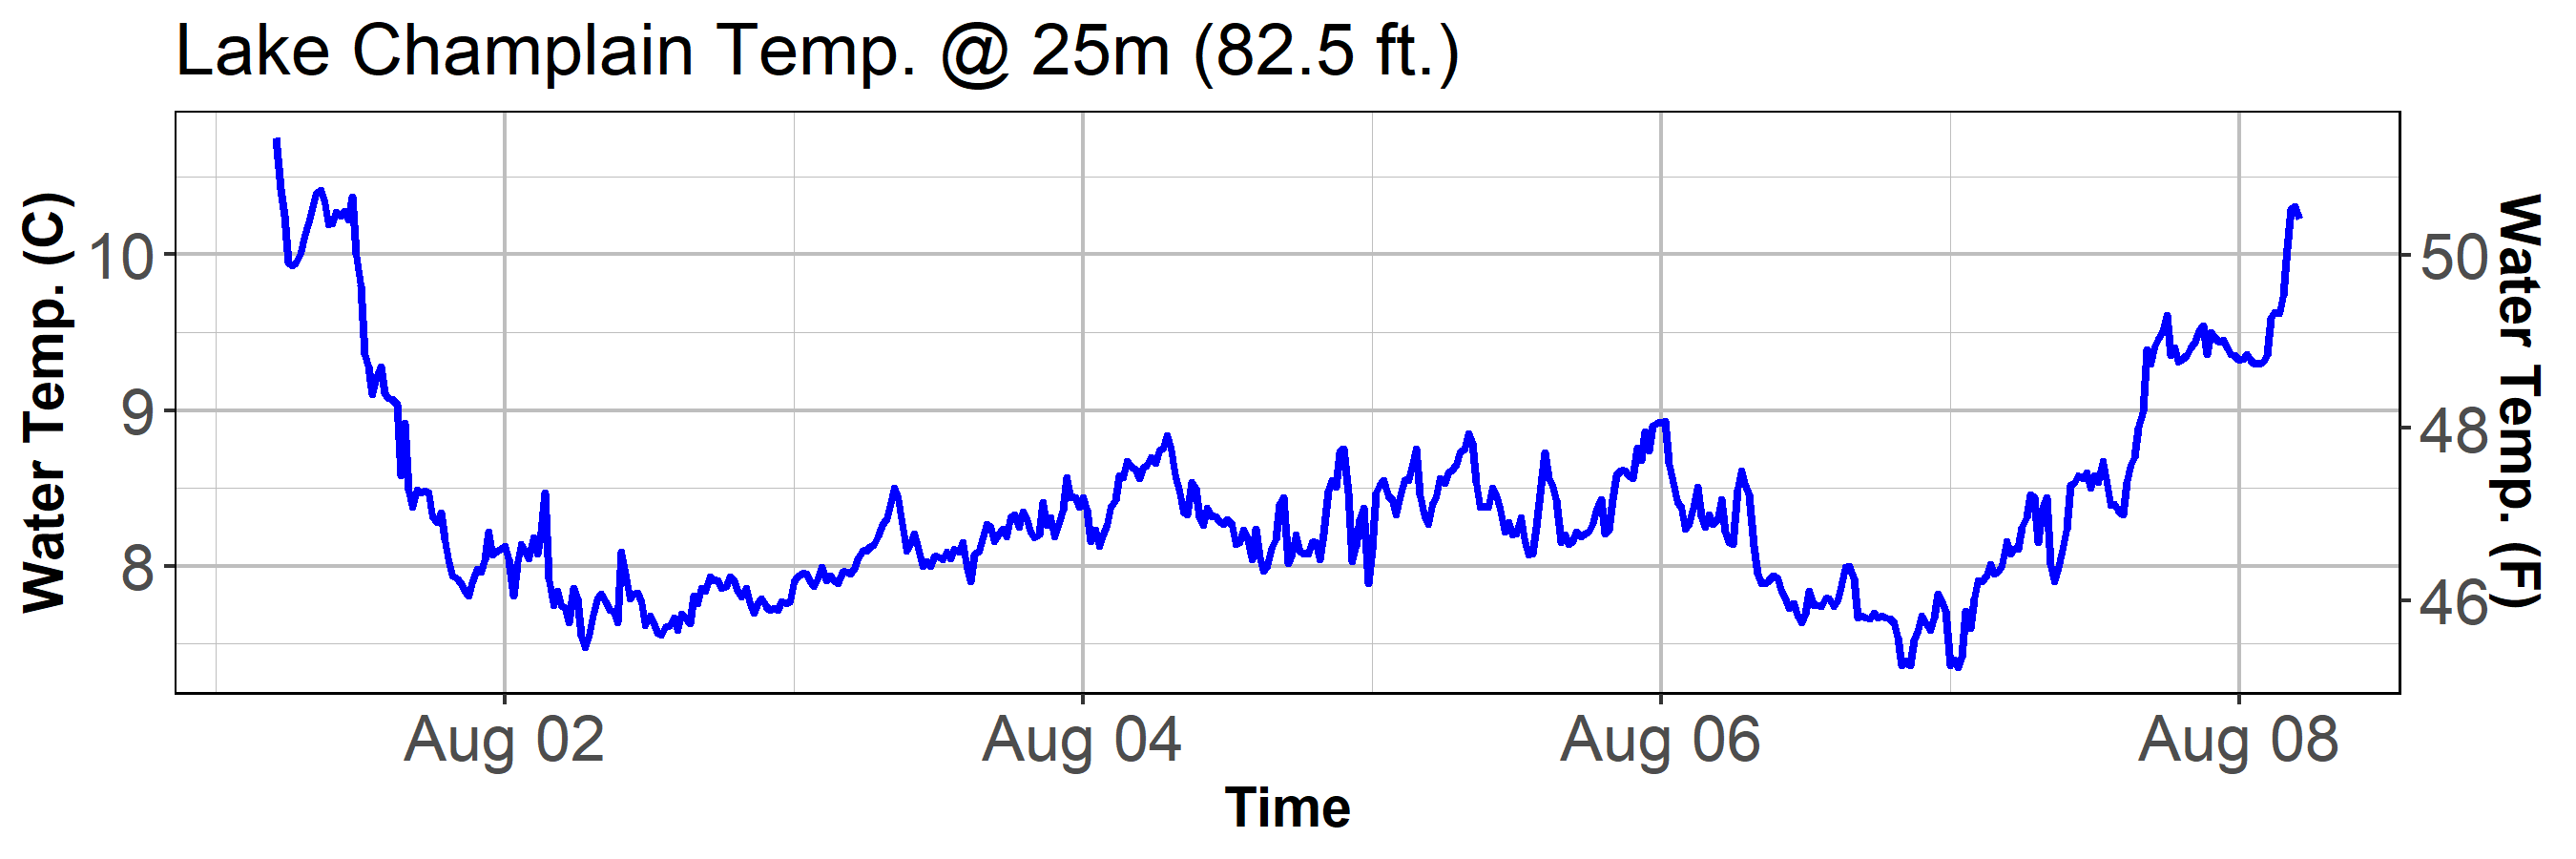 Lake Champlain Temp. @ 25m (82.5 ft.)
Water Temp. (C)
10
9
8
50
48
46
Water Temp. (F)
Aug 02
Aug 04
Aug 06
Aug 08
Time